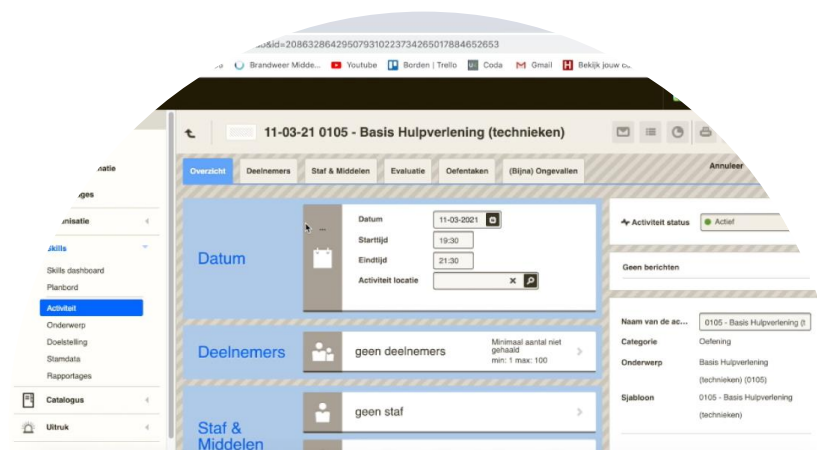 id=208632864295079310223734265017884652653
Brandweer Midde... Youtube Borden | Trello Coda Gmail Bekijk jouw
11-03-21 0105 - Basis Hulpverlening (technieken)
Overzicht Deelnemers Staf & Middelen Evaluatie Oefentaken (Bijna) Ongevallen Annuleer
Skills
Skills dashboard
Planbord
Activiteit
Onderwerp
Doelstelling
Stamdata
Rapportages
Catalogus
Uitruk
Datum
Datum 11-03-2021
Starttijd 19:30
Eindtijd 21:30
Activiteit locatie
Deelnemers
geen deelnemers
Minimaal aantal niet
gehaald
min: 1 max: 100
Staf &
Middelen
geen staf
Activiteit status Actief
Geen berichten
Naam van de ac... 0105 - Basis Hulpverlening (t
Categorie Oefening
Onderwerp Basis Hulpverlening
(technieken) (0105)
Sjabloon 0105 - Basis Hulpverlening
(technieken)